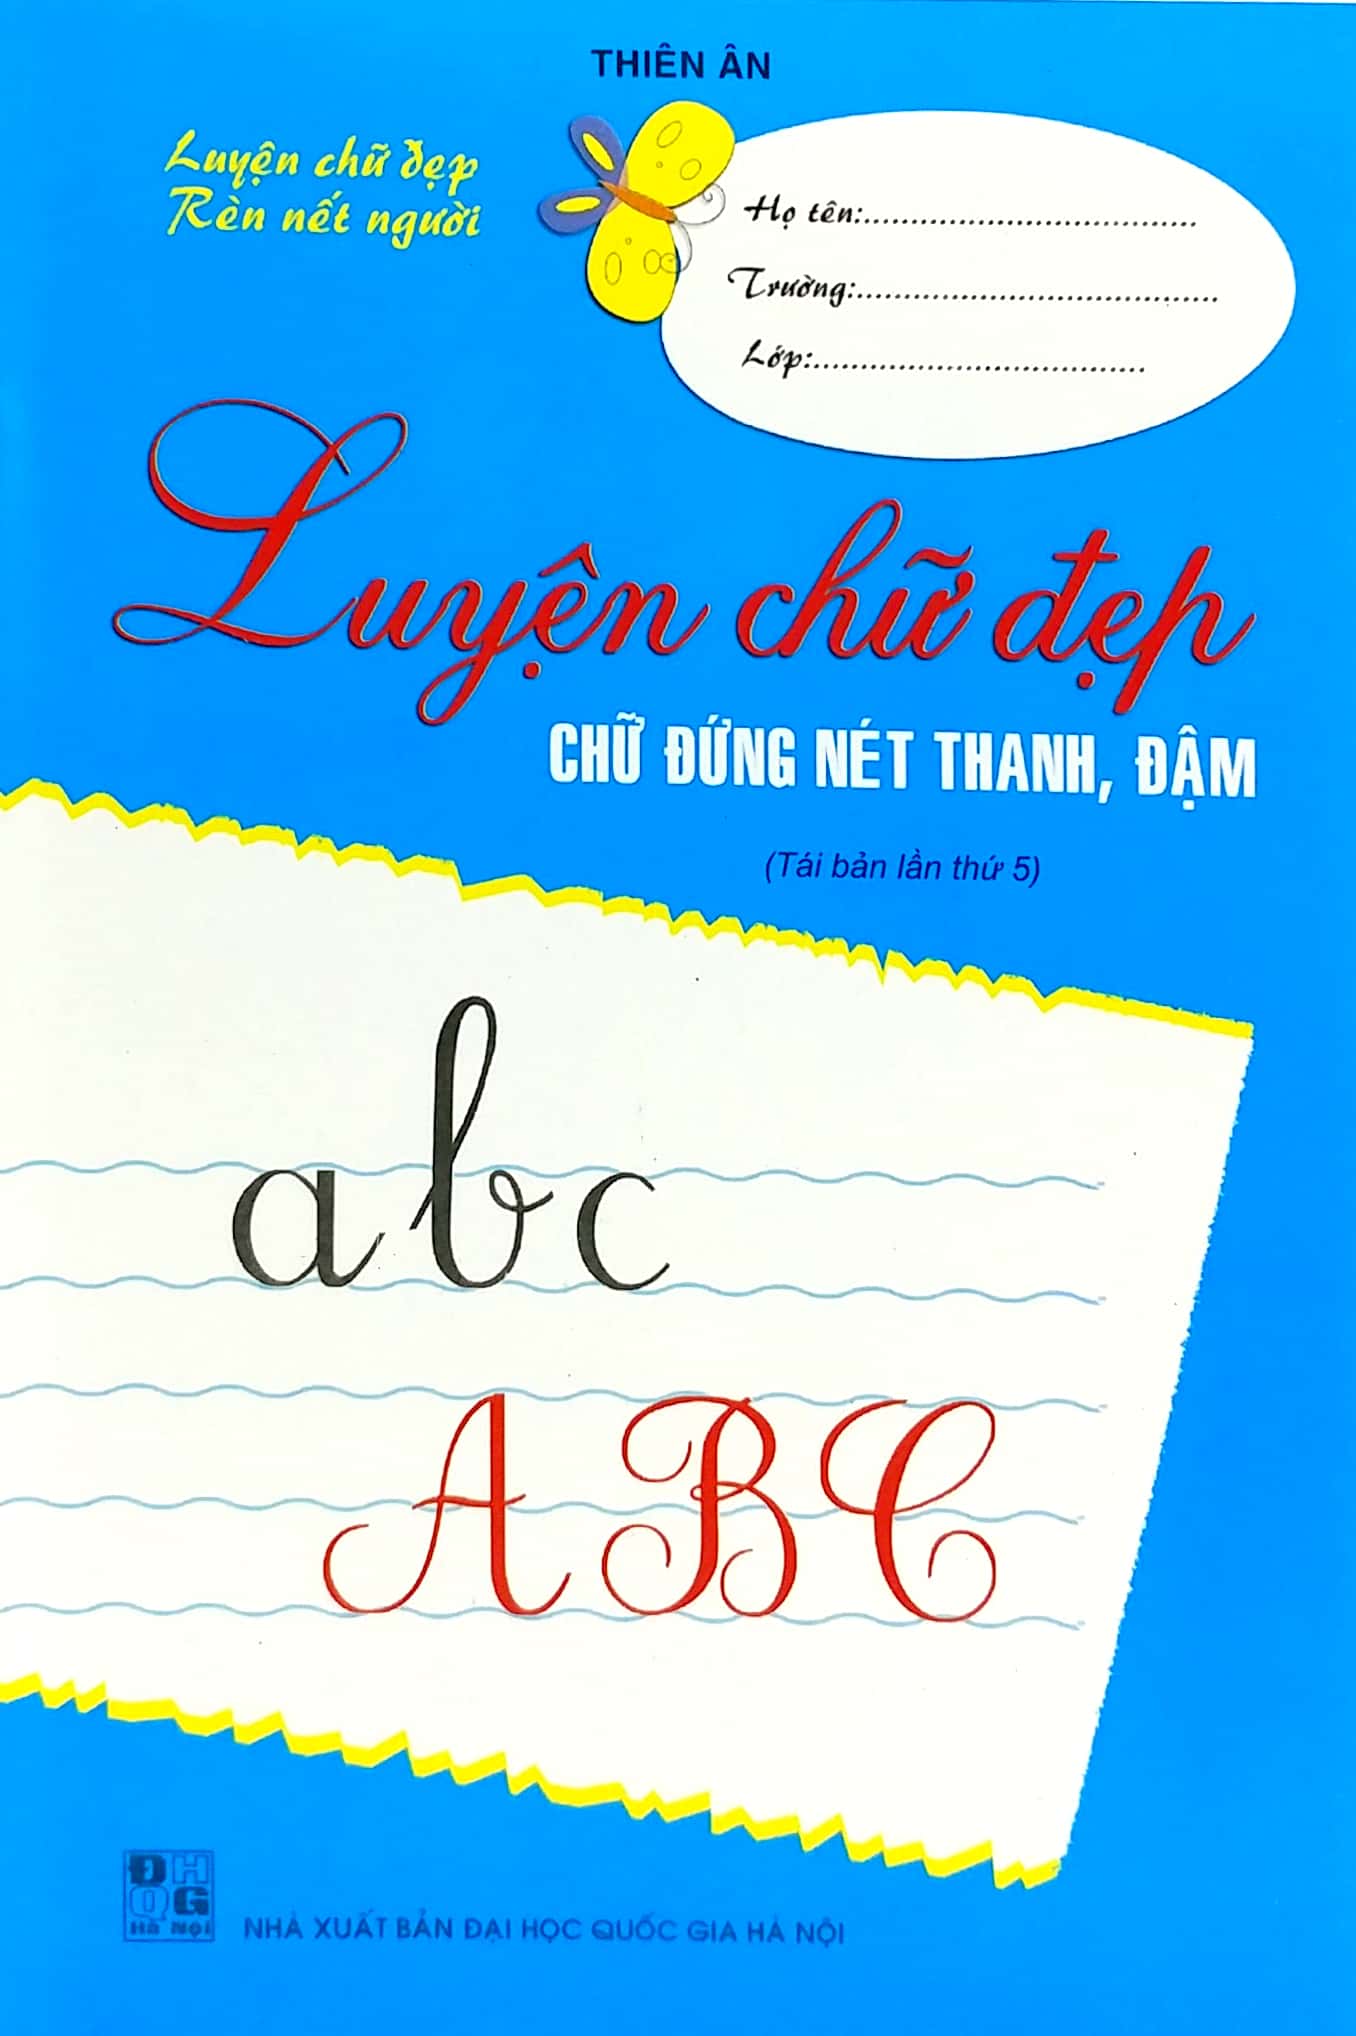 THIÊN ÂN
Luyện chữ đẹp
Rèn nết người
Họ tên:...................................
Trường:......................................
Lớp:...................................
Luyện chữ đẹp
CHỮ ĐỨNG NÉT THANH, ĐẬM
(Tái bản lần thứ 5)
abc
ABC
ĐH
QG
Hà Nội
NHÀ XUẤT BẢN ĐẠI HỌC QUỐC GIA HÀ NỘI